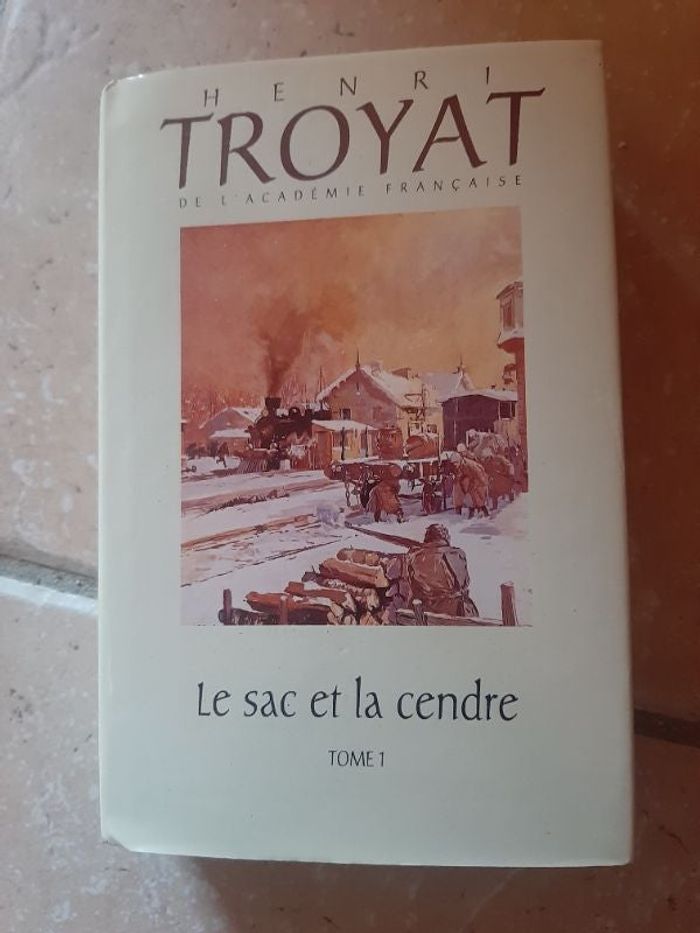 HENRI
TROYAT
DE L'ACADÉMIE FRANÇAISE
Le sac et la cendre
TOME 1